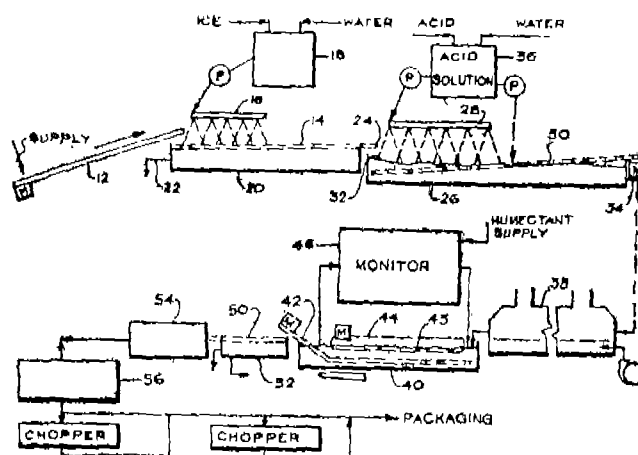 ICE WATER ACID WATER
18
ACID SOLUTION
36
P
P
P
16
28
SUPPLY
14
24
30
M
12
22
20
32
26
34
HUMECTANT SUPPLY
46
MONITOR
38
54
50
42
44
43
M
M
52
40
56
PACKAGING
CHOPPER
CHOPPER